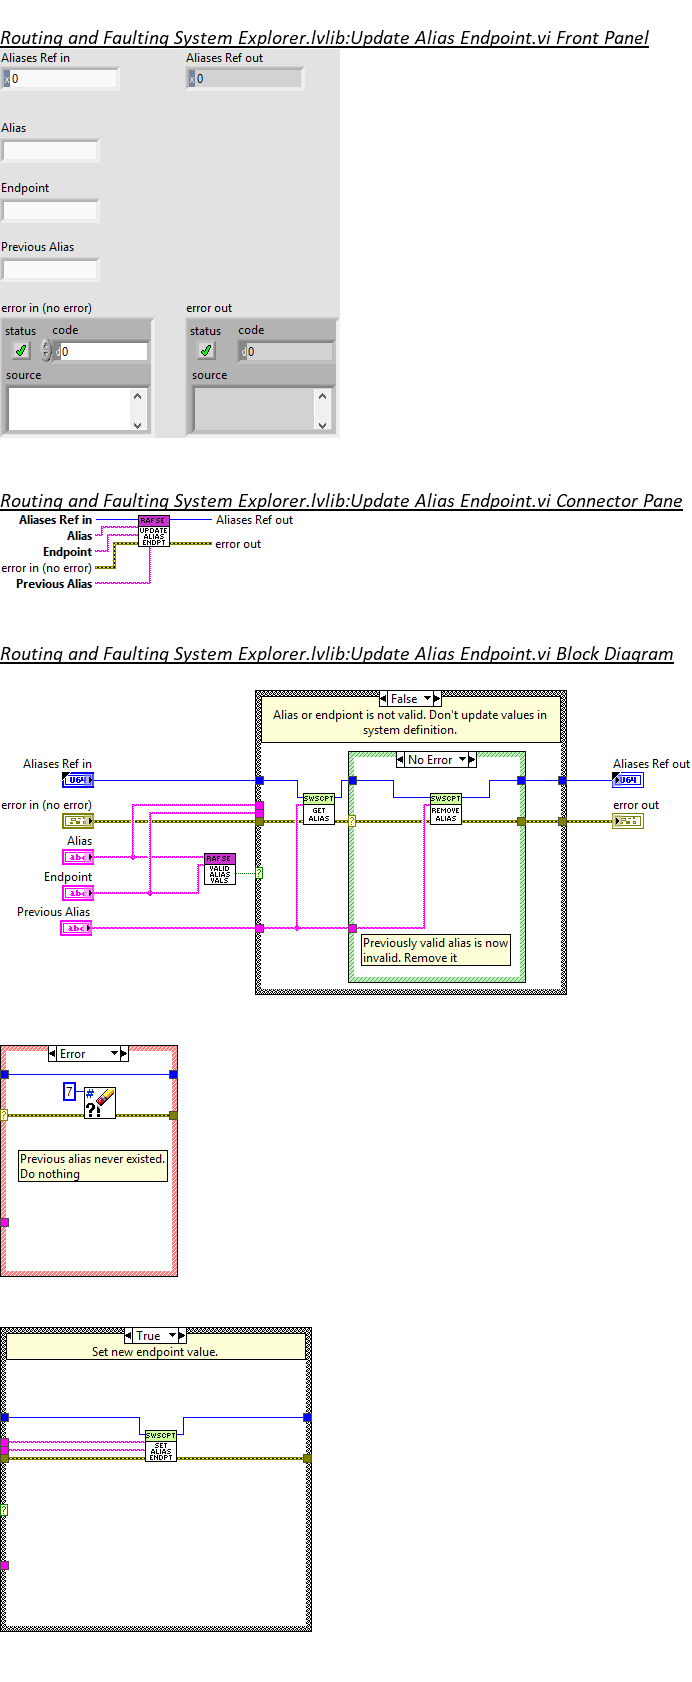 Routing and Faulting System Explorer.lvlib:Update Alias Endpoint.vi Front Panel
Aliases Ref in
Aliases Ref out
x 0
x 0
Alias
Endpoint
Previous Alias
error in (no error)
error out
status code
status code
d 0
d 0
source
source
Routing and Faulting System Explorer.lvlib:Update Alias Endpoint.vi Connector Pane
Aliases Ref in
Alias
Endpoint
error in (no error)
Previous Alias
RAFSE
UPDATE
ALIAS
ENDPT
Aliases Ref out
error out
Routing and Faulting System Explorer.lvlib:Update Alias Endpoint.vi Block Diagram
False
Alias or endpiont is not valid. Don't update values in
system definition.
No Error
Aliases Ref in
U64
error in (no error)
Alias
abc
Endpoint
abc
Previous Alias
abc
RAFSE
VALID
ALIAS
VALS
?
SWSCPT
GET
ALIAS
?
SWSCPT
REMOVE
ALIAS
Previously valid alias is now
invalid. Remove it
Aliases Ref out
U64
error out
Error
7
#
?!
?
Previous alias never existed.
Do nothing
True
Set new endpoint value.
SWSCPT
SET
ALIAS
ENDPT
?